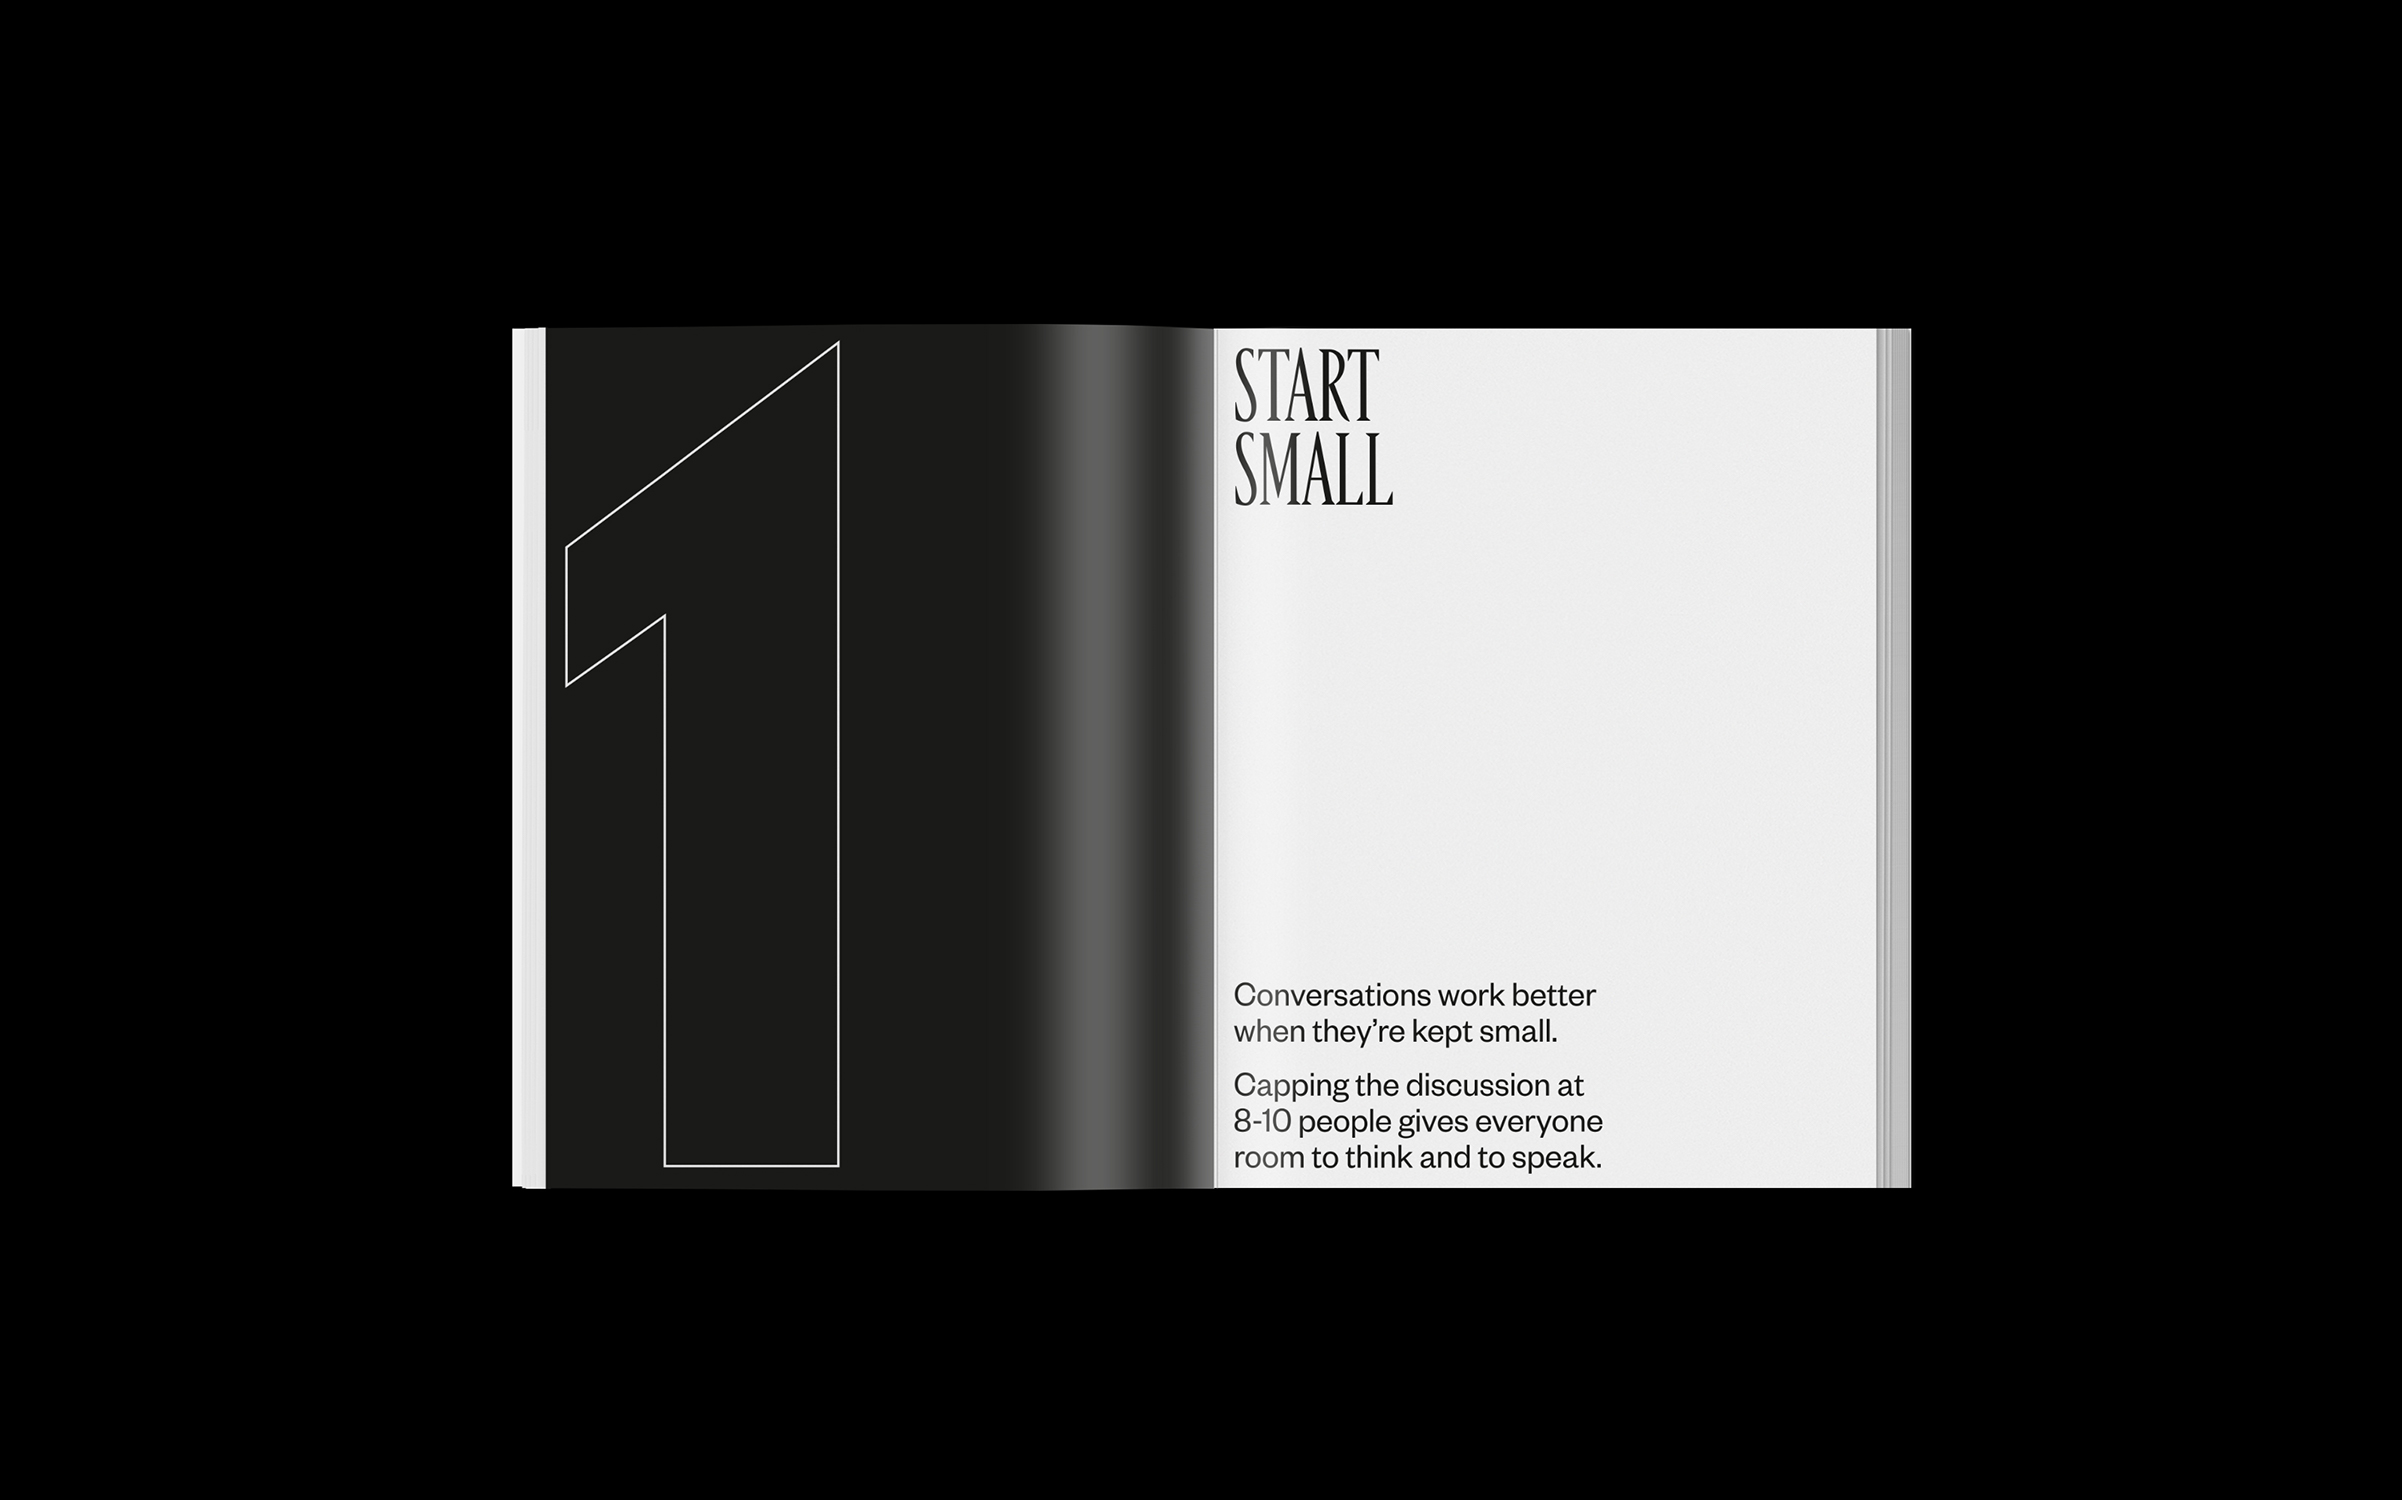 1
START
SMALL
Conversations work better
when they’re kept small.
Capping the discussion at
8-10 people gives everyone
room to think and to speak.